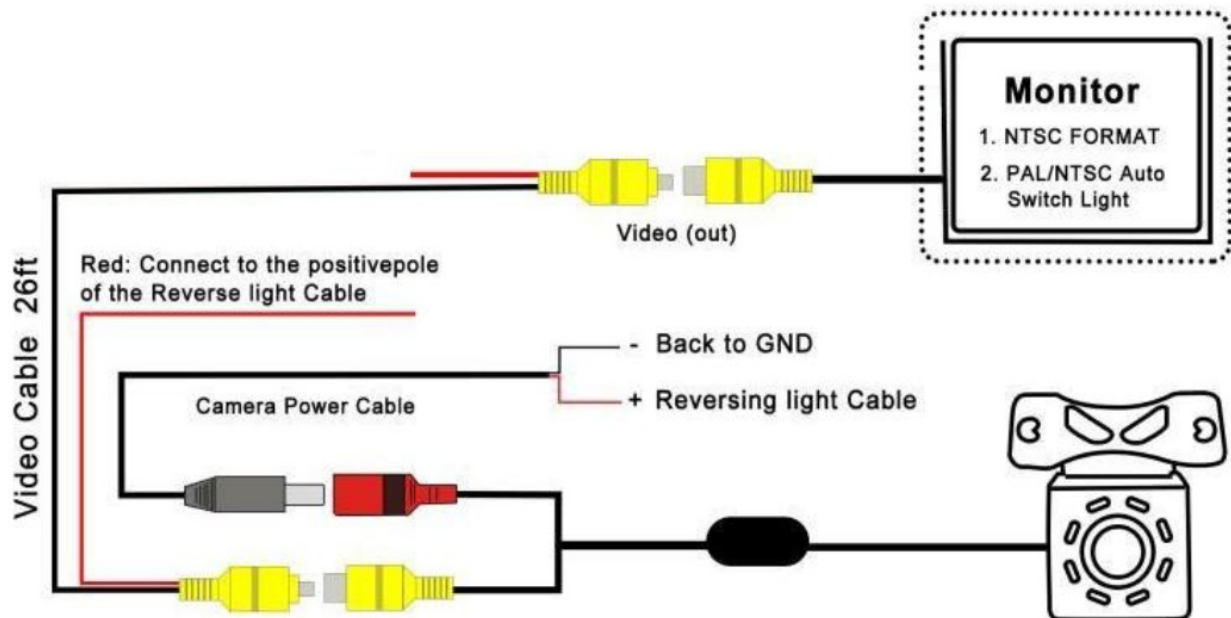 Monitor
1. NTSC FORMAT
2. PAL/NTSC Auto
Switch Light
Video (out)
Red: Connect to the positivepole
of the Reverse light Cable
Video Cable 26ft
- Back to GND
+ Reversing light Cable
Camera Power Cable